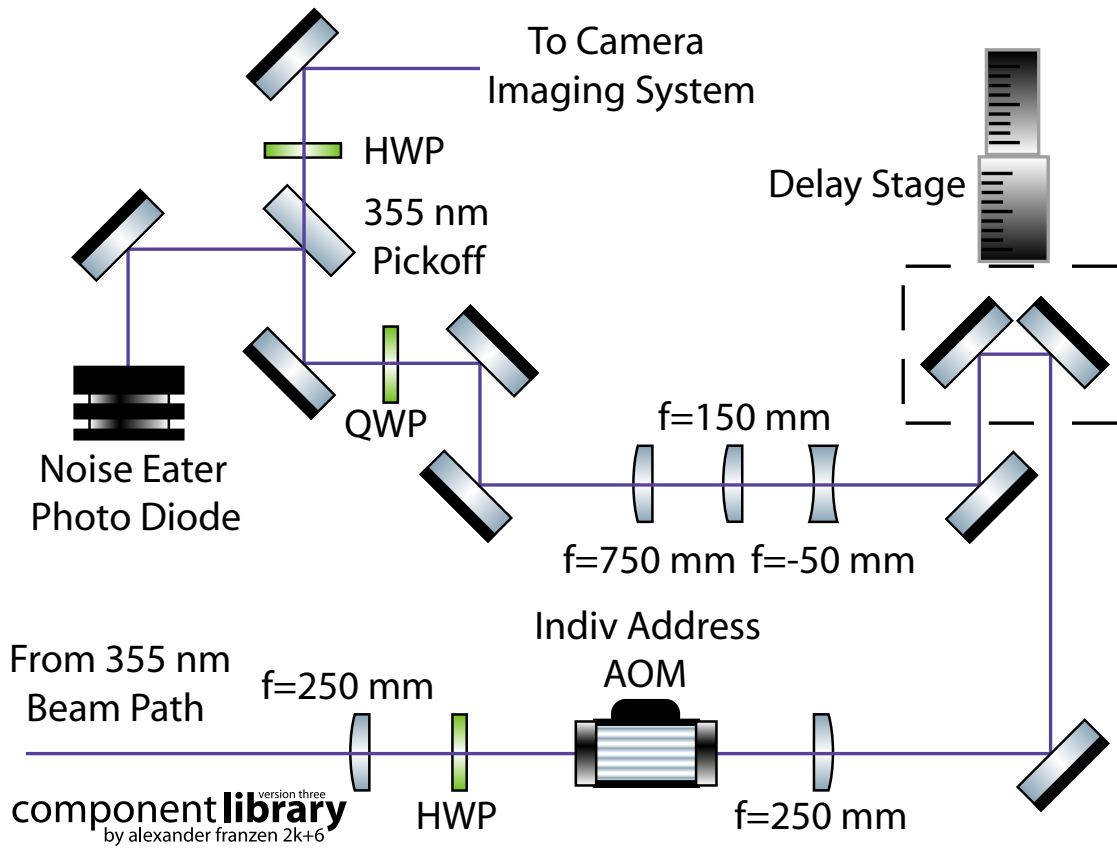 To Camera
Imaging System
HWP
355 nm
Pickoff
Delay Stage
QWP
f=150 mm
Noise Eater
Photo Diode
f=750 mm
f=-50 mm
Indiv Address
AOM
From 355 nm
Beam Path
f=250 mm
HWP
f=250 mm
version three
component library
by alexander franzen 2k+6